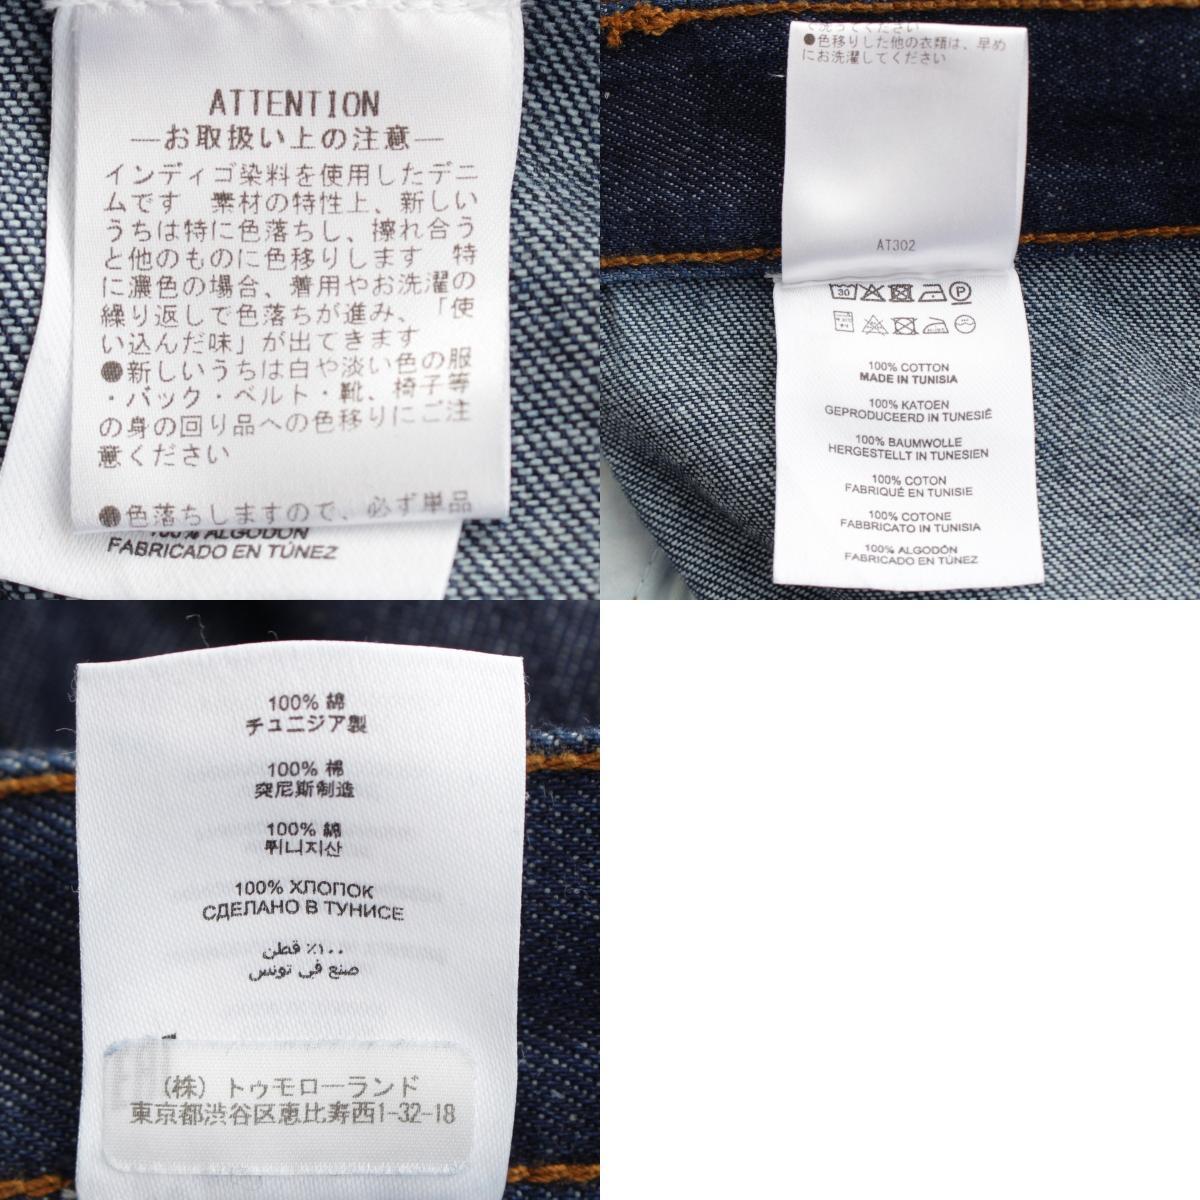 ATTENTION
—お取扱い上の注意—
インディゴ染料を使用したデニ
ムです　素材の特性上、新しい
うちは特に色落ちし、擦れ合う
と他のものに色移りします　特
に濃色の場合、着用やお洗濯の
繰り返しで色落ちが進み、「使
い込んだ味」が出てきます
●新しいうちは白や淡い色の服
・バック・ベルト・靴、椅子等
の身の回り品への色移りにご注
意ください
●色落ちしますので、必ず単品
100% ALGODÓN
FABRICADO EN TÚNEZ
で洗ってください
●色移りした他の衣類は、早め
にお洗濯してください
AT302
30 P
100% COTTON
MADE IN TUNISIA
100% KATOEN
GEPRODUCEERD IN TUNESIË
100% BAUMWOLLE
HERGESTELLT IN TUNESIEN
100% COTON
FABRIQUÉ EN TUNISIE
100% COTONE
FABBRICATO IN TUNISIA
100% ALGODÓN
FABRICADO EN TÚNEZ
100% 綿
チュニジア製
100% 棉
突尼斯制造
100% 綿
튀니지산
100% ХЛОПОК
СДЕЛАНО В ТУНИСЕ
١٠٠٪ قطن
صنع في تونس
(株) トゥモローランド
東京都渋谷区恵比寿西1-32-18